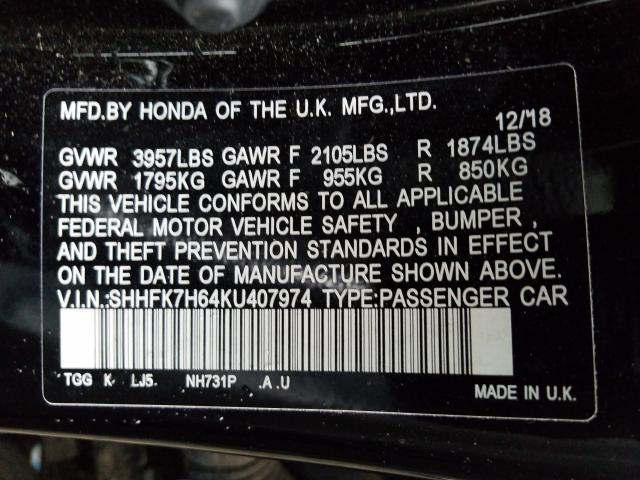 MFD.BY HONDA OF THE U.K. MFG.,LTD.
12/18
GVWR 3957LBS GAWR F 2105LBS R 1874LBS
GVWR 1795KG GAWR F 955KG R 850KG
THIS VEHICLE CONFORMS TO ALL APPLICABLE
FEDERAL MOTOR VEHICLE SAFETY , BUMPER ,
AND THEFT PREVENTION STANDARDS IN EFFECT
ON THE DATE OF MANUFACTURE SHOWN ABOVE.
V.I.N.:SHHFK7H64KU407974 TYPE:PASSENGER CAR
TGG K LJ5 NH731P .A .U
MADE IN U.K.